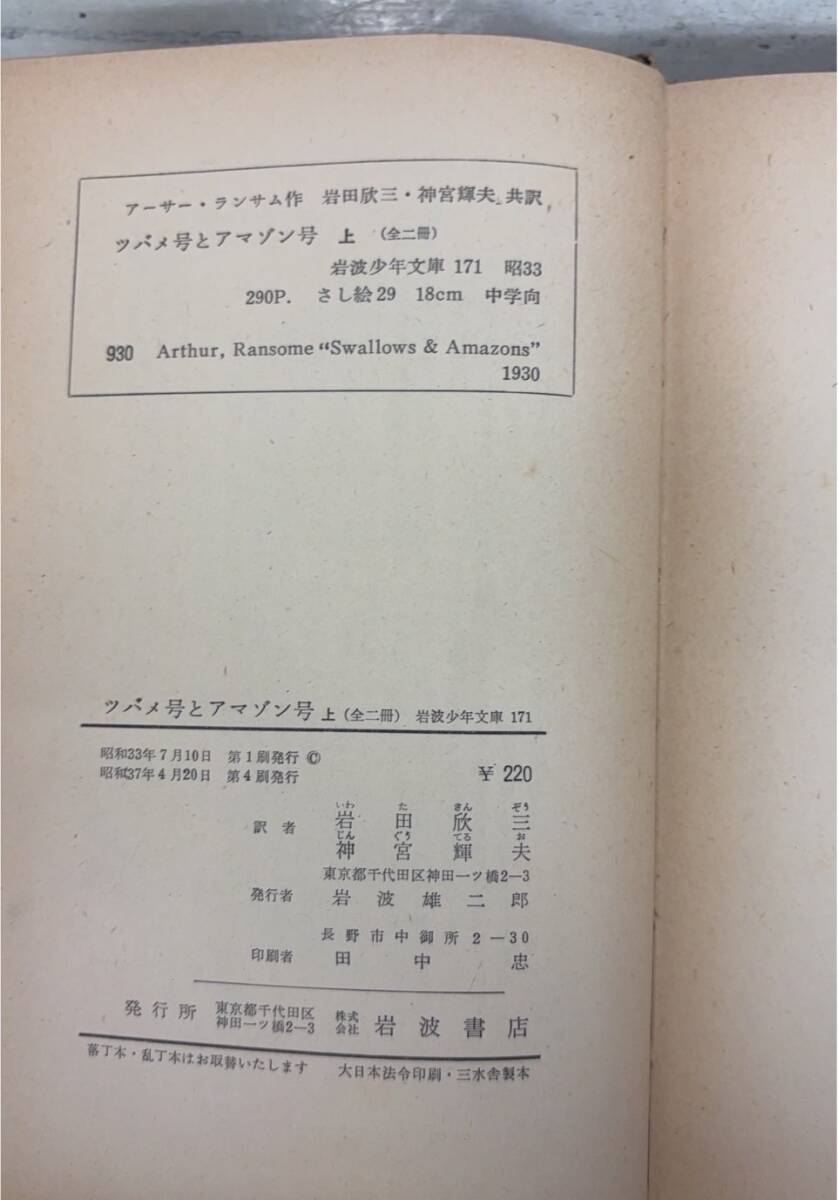 アーサー・ランサム作　岩田欣三・神宮輝夫 共訳
ツバメ号とアマゾン号　上　(全二冊)
岩波少年文庫 171　昭33
290P.　さし絵29　18cm　中学向
930　Arthur, Ransome “Swallows & Amazons”
1930
ツバメ号とアマゾン号 上 (全二冊) 岩波少年文庫 171
昭和33年7月10日　第1刷発行 ©
昭和37年4月20日　第4刷発行
¥ 220
いわ た きん ぞう
訳者　岩田欣三
じん ぐう てる お
神宮輝夫
東京都千代田区神田一ツ橋2−3
発行者　岩波雄二郎
長野市中御所2−30
印刷者　田中忠
発行所　東京都千代田区神田一ツ橋2−3　株式会社　岩波書店
落丁本・乱丁本はお取替いたします　大日本法令印刷・三水舎製本